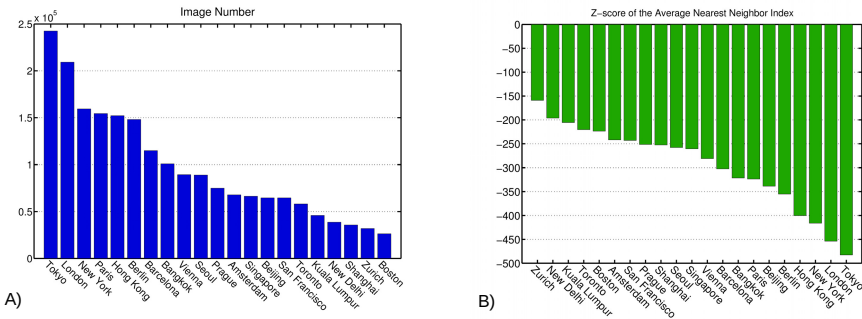 Image Number
x 10^5
2.5
2
1.5
1
0.5
0
Tokyo
London
New York
Paris
Hong Kong
Berlin
Barcelona
Bangkok
Vienna
Seoul
Prague
Amsterdam
Singapore
Beijing
San Francisco
Toronto
Kuala Lumpur
New Delhi
Shanghai
Zurich
Boston
A)
Z-score of the Average Nearest Neighbor Index
0
−50
−100
−150
−200
−250
−300
−350
−400
−450
−500
Zurich
New Delhi
Kuala Lumpur
Toronto
Boston
Amsterdam
San Francisco
Prague
Shanghai
Seoul
Singapore
Vienna
Barcelona
Bangkok
Paris
Beijing
Berlin
Hong Kong
New York
London
Tokyo
B)